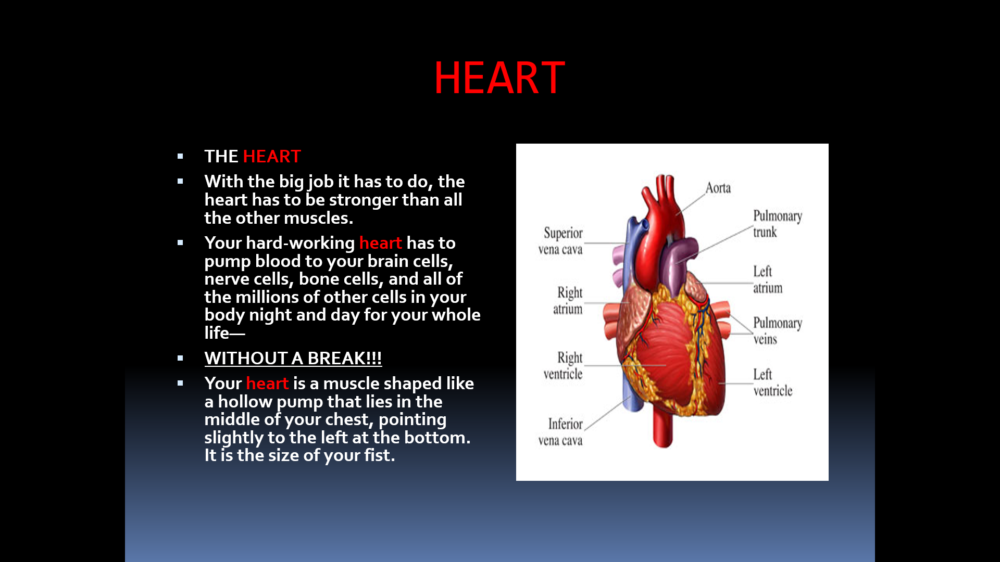 HEART
THE HEART
With the big job it has to do, the
heart has to be stronger than all
the other muscles.
Your hard-working heart has to
pump blood to your brain cells,
nerve cells, bone cells, and all of
the millions of other cells in your
body night and day for your whole
life—
WITHOUT A BREAK!!!
Your heart is a muscle shaped like
a hollow pump that lies in the
middle of your chest, pointing
slightly to the left at the bottom.
It is the size of your fist.
Aorta
Pulmonary
trunk
Superior
vena cava
Left
atrium
Right
atrium
Pulmonary
veins
Right
ventricle
Left
ventricle
Inferior
vena cava